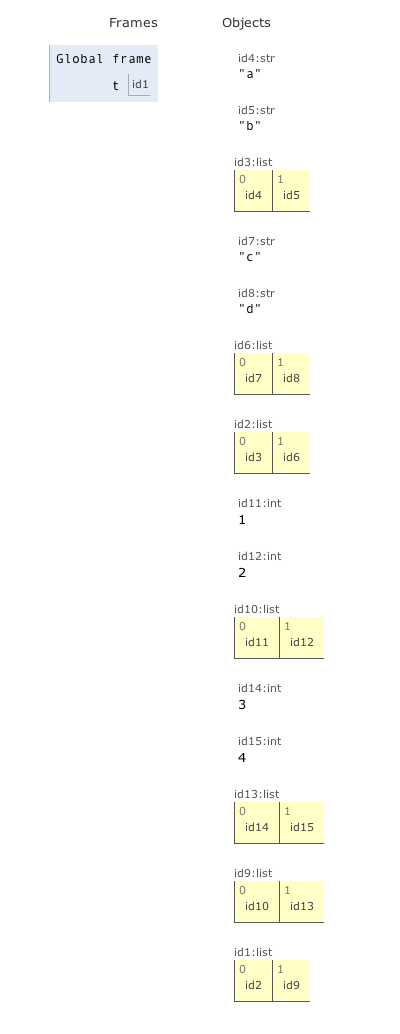 Frames Objects
Global frame
t id1
id4:str
"a"
id5:str
"b"
id3:list
0 1
id4 id5
id7:str
"c"
id8:str
"d"
id6:list
0 1
id7 id8
id2:list
0 1
id3 id6
id11:int
1
id12:int
2
id10:list
0 1
id11 id12
id14:int
3
id15:int
4
id13:list
0 1
id14 id15
id9:list
0 1
id10 id13
id1:list
0 1
id2 id9